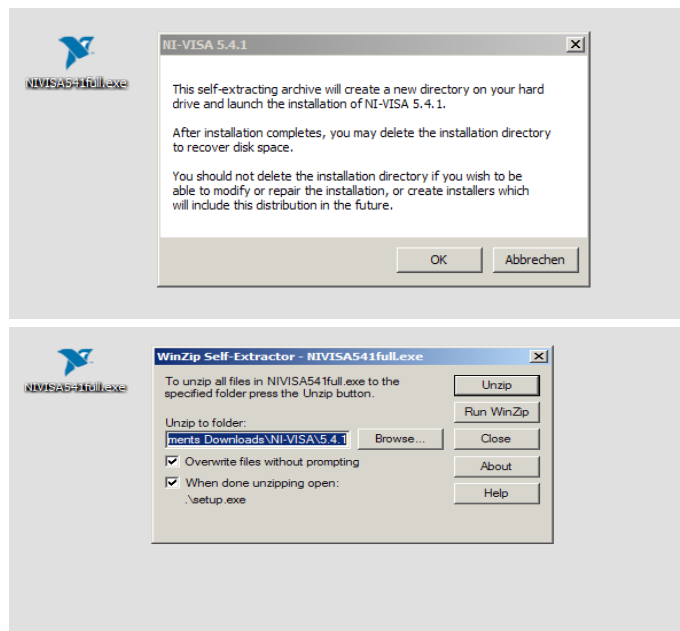 NI-VISA 5.4.1
NIVISA541full.exe
This self-extracting archive will create a new directory on your hard
drive and launch the installation of NI-VISA 5.4.1.
After installation completes, you may delete the installation directory
to recover disk space.
You should not delete the installation directory if you wish to be
able to modify or repair the installation, or create installers which
will include this distribution in the future.
OK
Abbrechen
WinZip Self-Extractor - NIVISA541full.exe
NIVISA541full.exe
To unzip all files in NIVISA541full.exe to the
specified folder press the Unzip button.
Unzip to folder:
ments Downloads\NI-VISA\5.4.1
Browse...
Overwrite files without prompting
When done unzipping open:
.\setup.exe
Unzip
Run WinZip
Close
About
Help